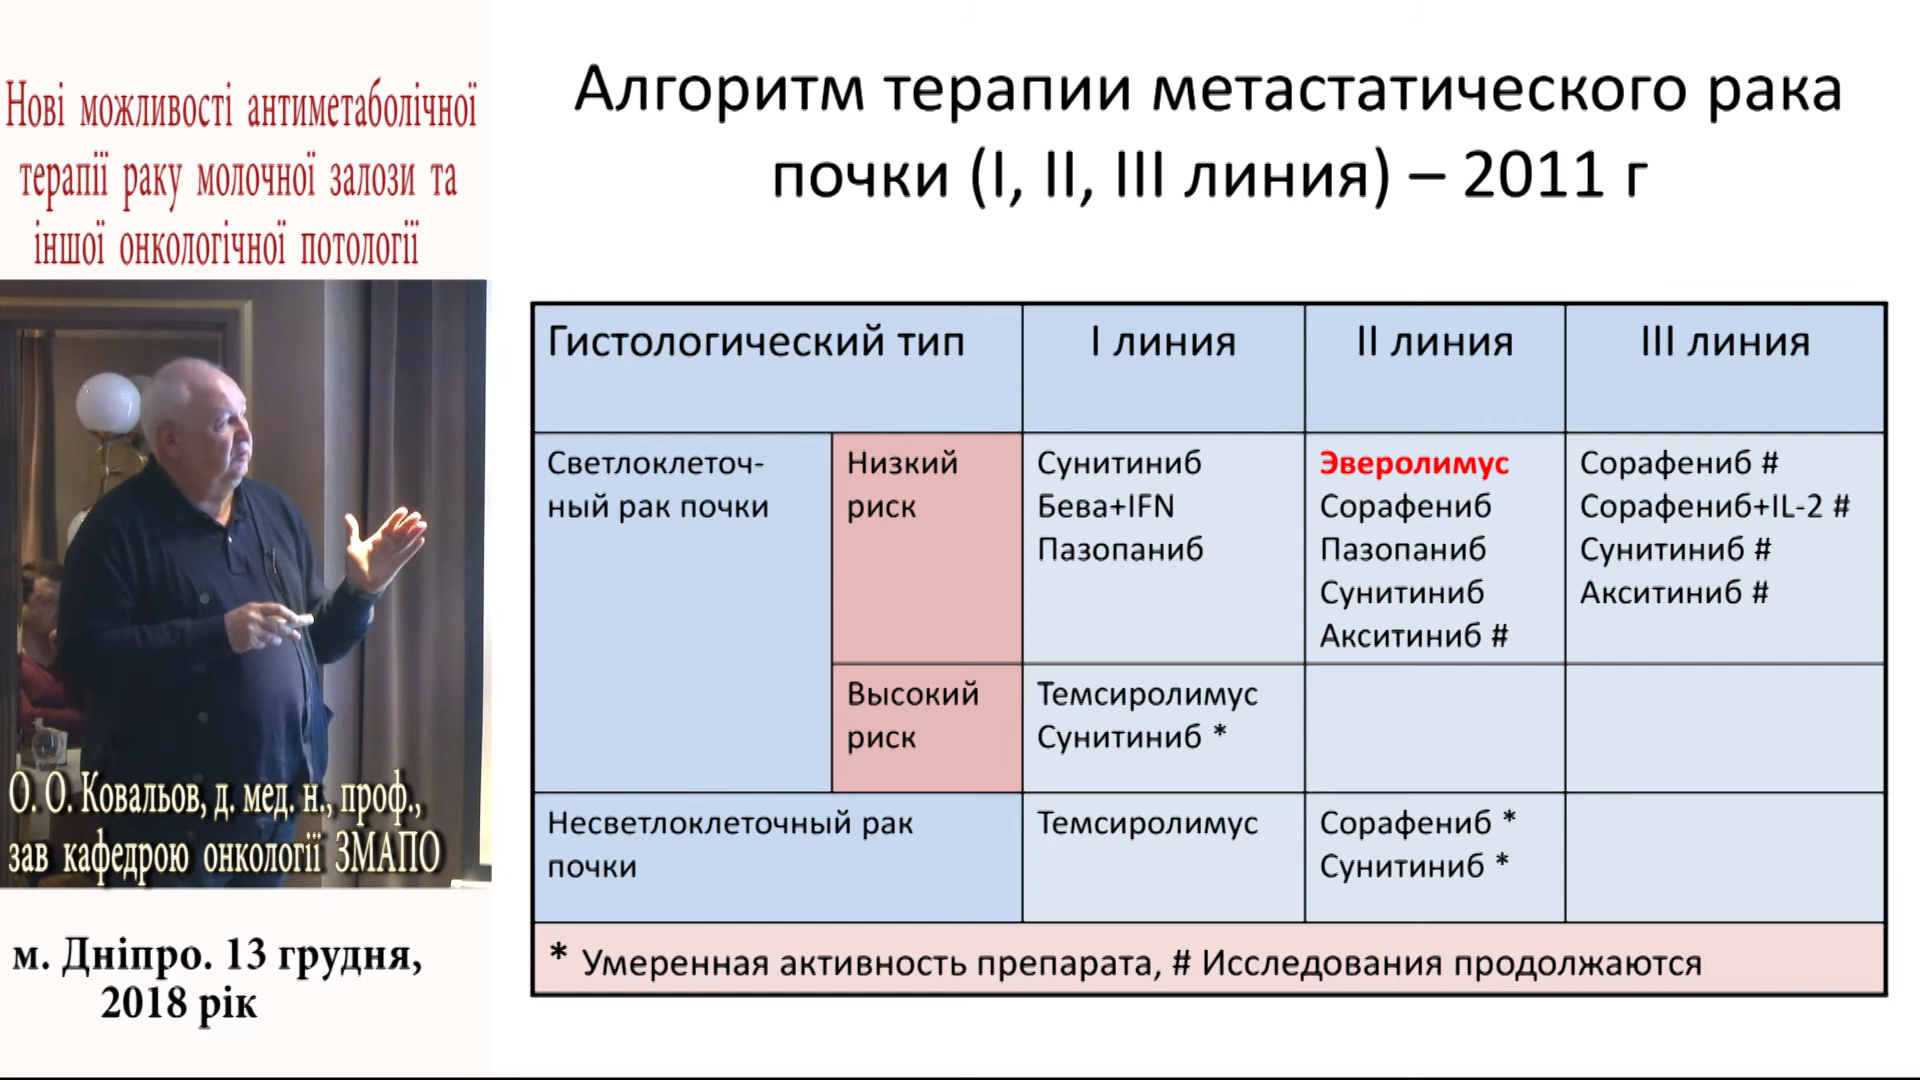 Нові можливості антиметаболічної
терапії раку молочної залози та
іншої онкологічної потології
О. О. Ковальов, д. мед. н., проф.,
зав кафедрою онкології ЗМАПО
м. Дніпро. 13 грудня,
2018 рік
Алгоритм терапии метастатического рака
почки (I, II, III линия) – 2011 г
Гистологический тип
I линия
II линия
III линия
Светлоклеточ-
ный рак почки
Низкий
риск
Сунитиниб
Бева+IFN
Пазопаниб
Эверолимус
Сорафениб
Пазопаниб
Сунитиниб
Акситиниб #
Сорафениб #
Сорафениб+IL-2 #
Сунитиниб #
Акситиниб #
Высокий
риск
Темсиролимус
Сунитиниб *
Несветлоклеточный рак
почки
Темсиролимус
Сорафениб *
Сунитиниб *
* Умеренная активность препарата, # Исследования продолжаются